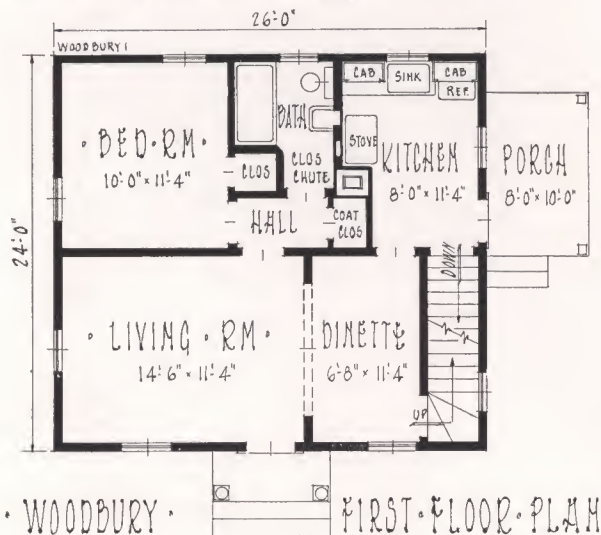 26'-0"
WOODBURY I
24'-0"
CAB
SINK
CAB
REF.
BATH
STOVE
· BED·RM ·
10'-0" × 11'-4"
KITCHEN
8'-0" × 11'-4"
PORCH
8'-0" × 10'-0"
CLOS
CLOS
CHUTE
HALL
COAT
CLOS
DOWN
· LIVING · RM ·
14'-6" × 11'-4"
DINETTE
6'-8" × 11'-4"
UP
· WOODBURY ·
FIRST·FLOOR·PLAN